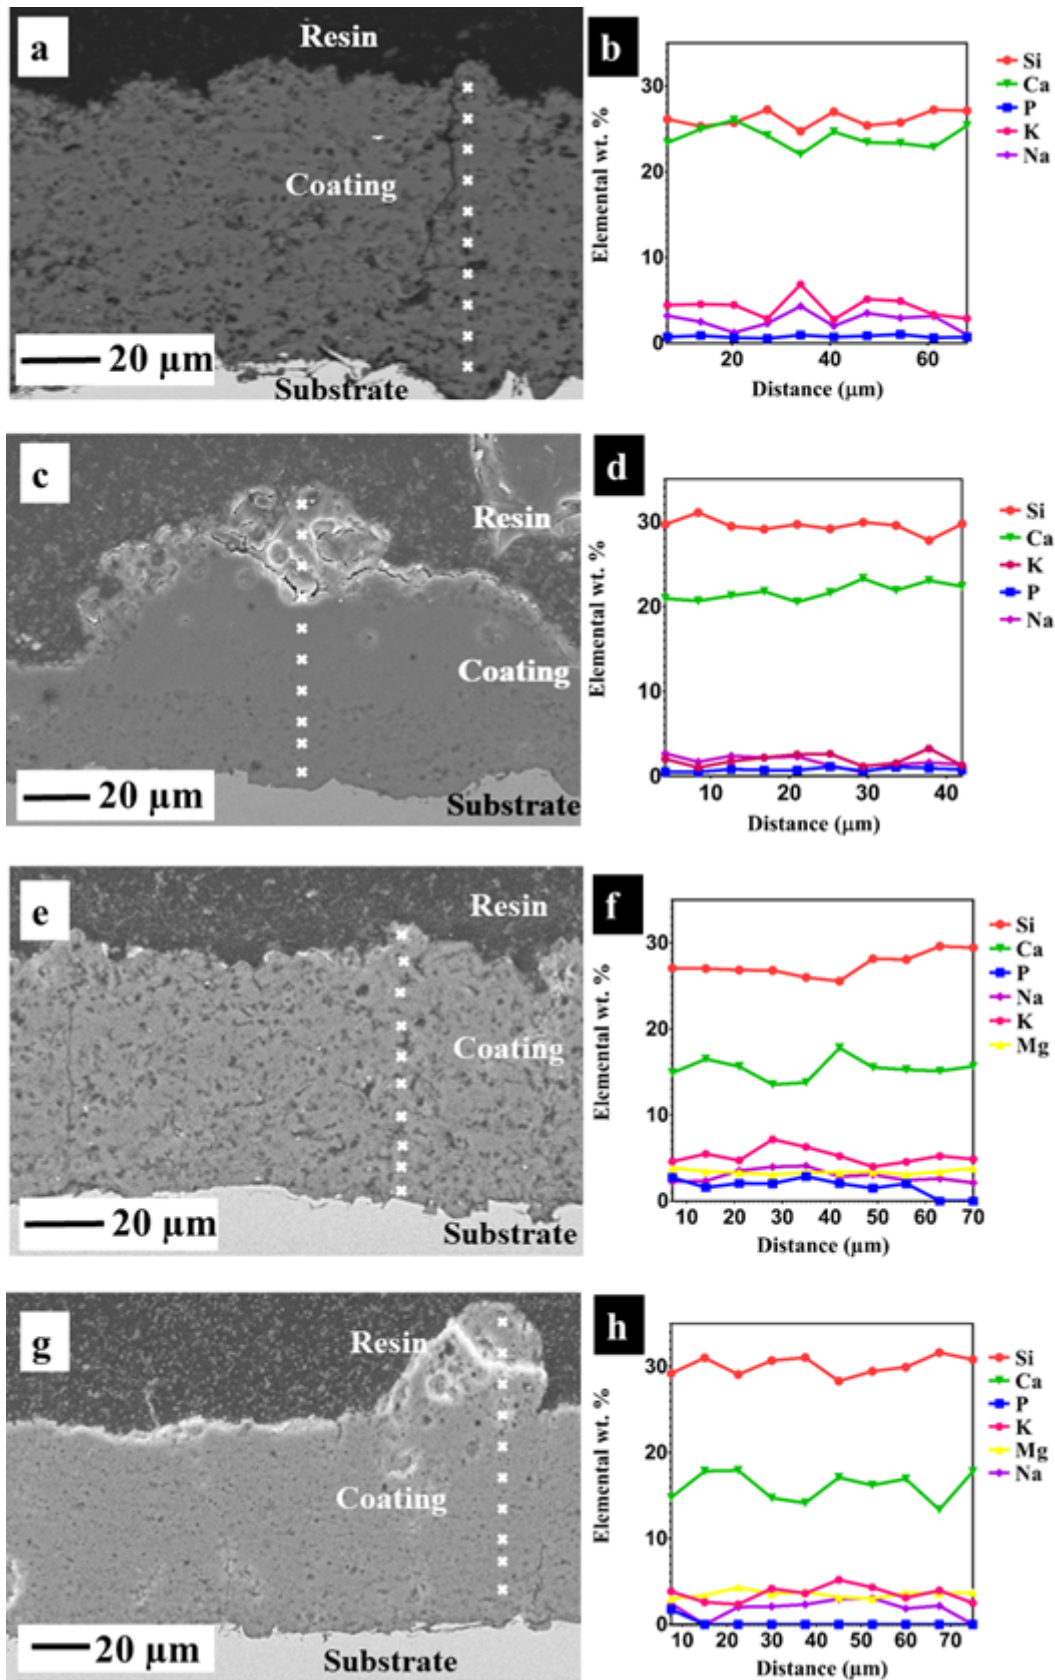 a
Resin
Coating
20 μm
Substrate
b
Elemental wt. %
30
20
10
0
20 40 60
Distance (μm)
Si
Ca
P
K
Na
c
Resin
Coating
20 μm
Substrate
d
Elemental wt. %
30
20
10
0
10 20 30 40
Distance (μm)
Si
Ca
K
P
Na
e
Resin
Coating
20 μm
Substrate
f
Elemental wt. %
30
20
10
0
10 20 30 40 50 60 70
Distance (μm)
Si
Ca
P
Na
K
Mg
g
Resin
Coating
20 μm
Substrate
h
Elemental wt. %
30
20
10
0
10 20 30 40 50 60 70
Distance (μm)
Si
Ca
P
K
Mg
Na